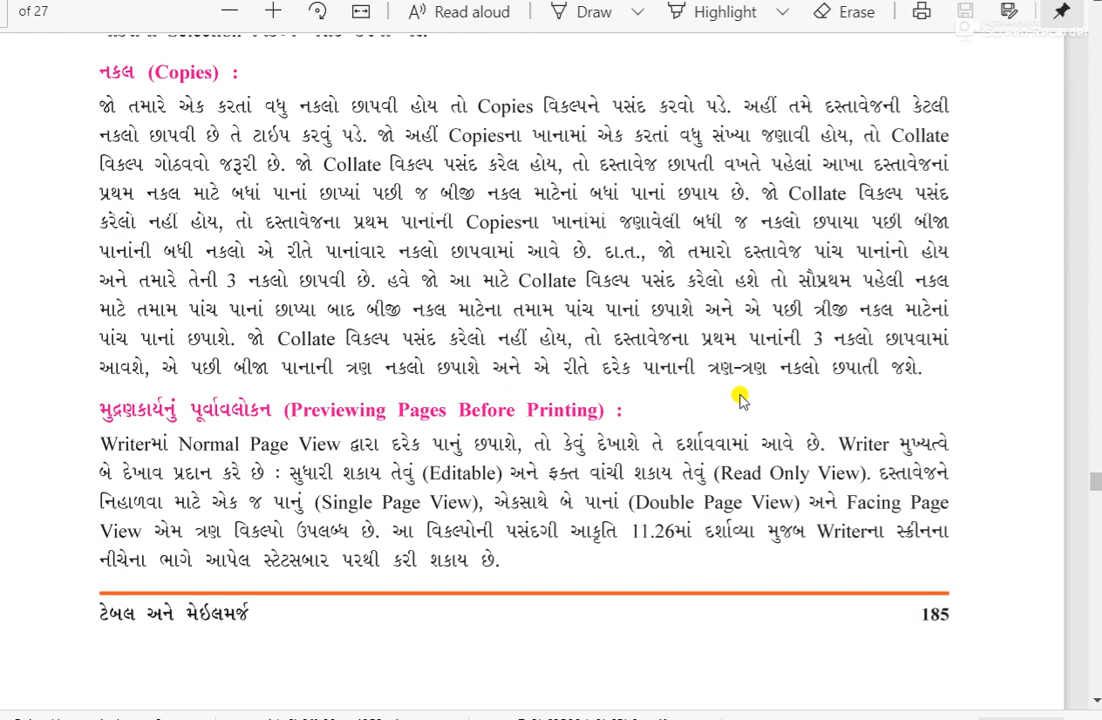 of 27
Read aloud
Draw
Highlight
Erase
નકલ (Copies) :
જો તમારે એક કરતાં વધુ નકલો છાપવી હોય તો Copies વિકલ્પને પસંદ કરવો પડે. અહીં તમે દસ્તાવેજની કેટલી
નકલો છાપવી છે તે ટાઇપ કરવું પડે. જો અહીં Copiesના ખાનામાં એક કરતાં વધુ સંખ્યા જણાવી હોય, તો Collate
વિકલ્પ ગોઠવવો જરૂરી છે. જો Collate વિકલ્પ પસંદ કરેલ હોય, તો દસ્તાવેજ છાપતી વખતે પહેલાં આખા દસ્તાવેજનાં
પ્રથમ નકલ માટે બધાં પાનાં છાપ્યાં પછી જ બીજી નકલ માટેનાં બધાં પાનાં છપાય છે. જો Collate વિકલ્પ પસંદ
કરેલો નહીં હોય, તો દસ્તાવેજના પ્રથમ પાનાંની Copiesના ખાનાંમાં જણાવેલી બધી જ નકલો છપાયા પછી બીજા
પાનાંની બધી નકલો એ રીતે પાનાંવાર નકલો છાપવામાં આવે છે. દા.ત., જો તમારો દસ્તાવેજ પાંચ પાનાંનો હોય
અને તમારે તેની 3 નકલો છાપવી છે. હવે જો આ માટે Collate વિકલ્પ પસંદ કરેલો હશે તો સૌપ્રથમ પહેલી નકલ
માટે તમામ પાંચ પાનાં છાપ્યા બાદ બીજી નકલ માટેના તમામ પાંચ પાનાં છપાશે અને એ પછી ત્રીજી નકલ માટેનાં
પાંચ પાનાં છપાશે. જો Collate વિકલ્પ પસંદ કરેલો નહીં હોય, તો દસ્તાવેજના પ્રથમ પાનાંની 3 નકલો છાપવામાં
આવશે, એ પછી બીજા પાનાની ત્રણ નકલો છપાશે અને એ રીતે દરેક પાનાની ત્રણ-ત્રણ નકલો છપાતી જશે.
મુદ્રણકાર્યનું પૂર્વાવલોકન (Previewing Pages Before Printing) :
Writerમાં Normal Page View દ્વારા દરેક પાનું છપાશે, તો કેવું દેખાશે તે દર્શાવવામાં આવે છે. Writer મુખ્યત્વે
બે દેખાવ પ્રદાન કરે છે : સુધારી શકાય તેવું (Editable) અને ફક્ત વાંચી શકાય તેવું (Read Only View). દસ્તાવેજને
નિહાળવા માટે એક જ પાનું (Single Page View), એકસાથે બે પાનાં (Double Page View) અને Facing Page
View એમ ત્રણ વિકલ્પો ઉપલબ્ધ છે. આ વિકલ્પોની પસંદગી આકૃતિ 11.26માં દર્શાવ્યા મુજબ Writerના સ્ક્રીનના
નીચેના ભાગે આપેલ સ્ટેટસબાર પરથી કરી શકાય છે.
ટેબલ અને મેઇલમર્જ 185